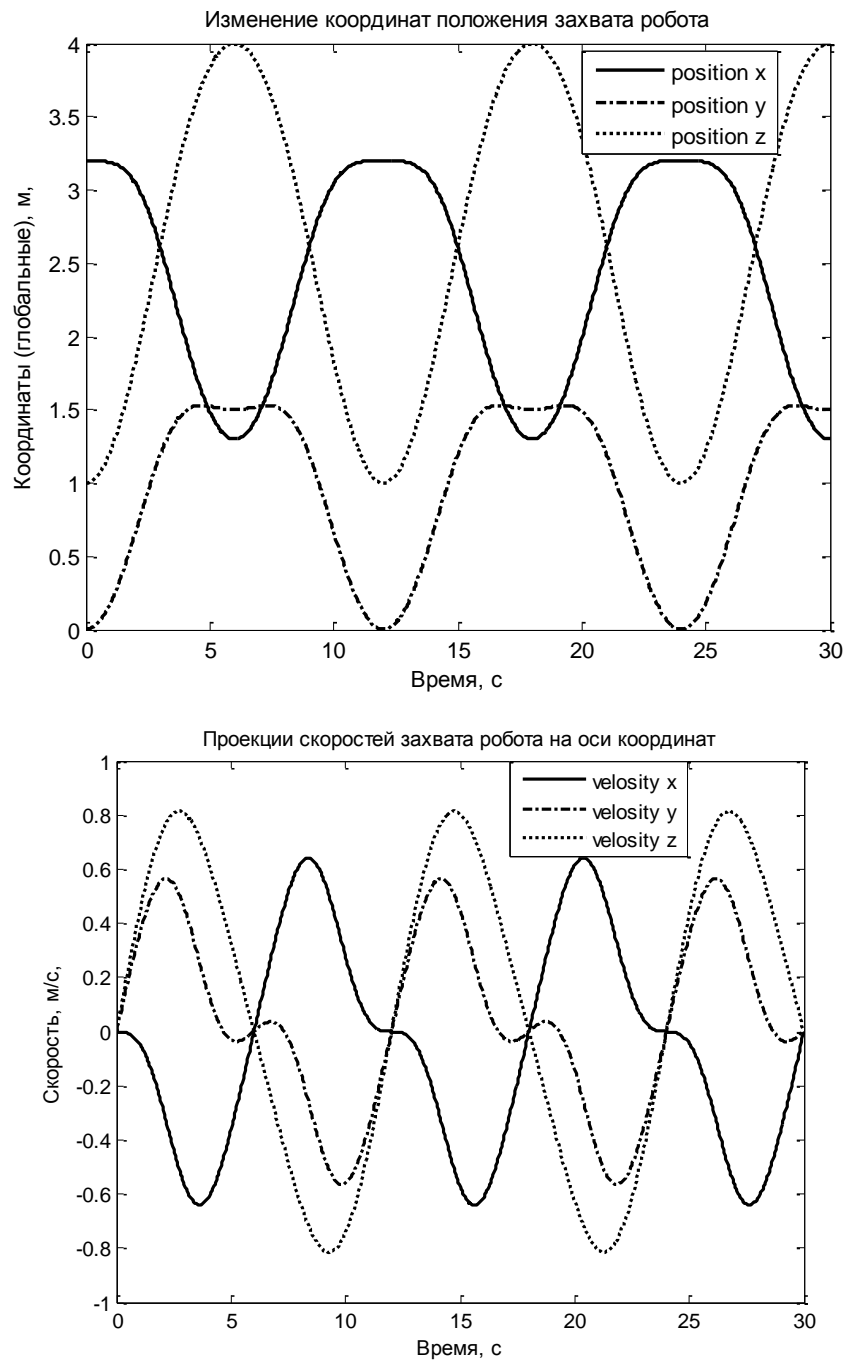 Изменение координат положения захвата робота
4
3.5
3
2.5
2
1.5
1
0.5
0
Координаты (глобальные), м,
position x
position y
position z
0 5 10 15 20 25 30
Время, с
Проекции скоростей захвата робота на оси координат
1
0.8
0.6
0.4
0.2
0
-0.2
-0.4
-0.6
-0.8
-1
Скорость, м/с,
velosity x
velosity y
velosity z
0 5 10 15 20 25 30
Время, с